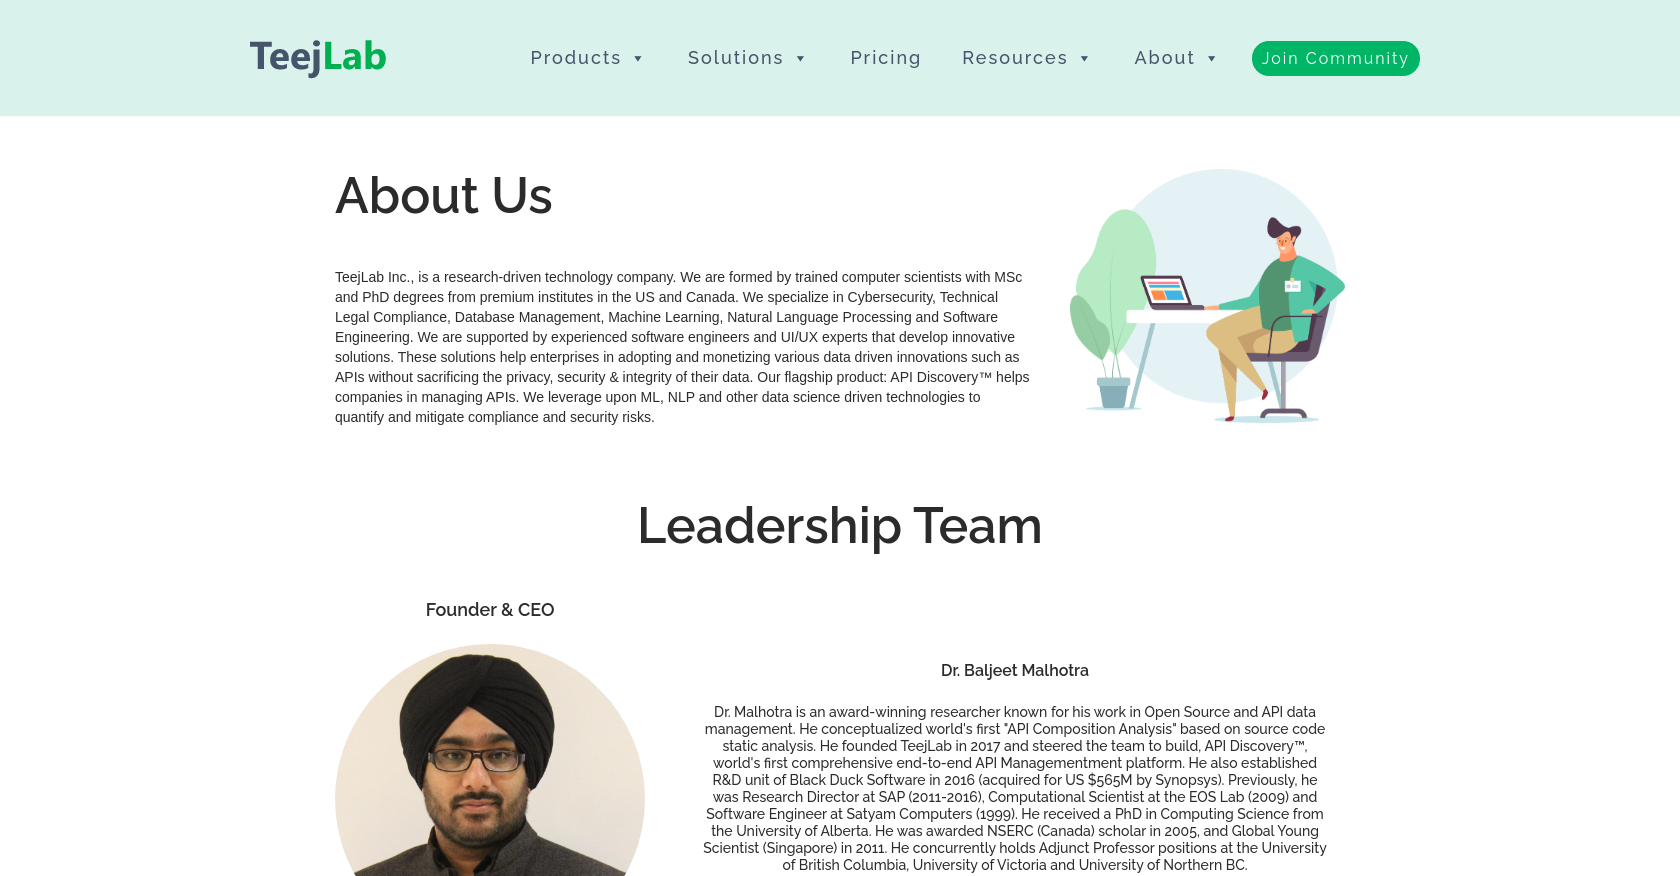 TeejLab
Products
Solutions
Pricing
Resources
About
Join Community
About Us
TeejLab Inc., is a research-driven technology company. We are formed by trained computer scientists with MSc
and PhD degrees from premium institutes in the US and Canada. We specialize in Cybersecurity, Technical
Legal Compliance, Database Management, Machine Learning, Natural Language Processing and Software
Engineering. We are supported by experienced software engineers and UI/UX experts that develop innovative
solutions. These solutions help enterprises in adopting and monetizing various data driven innovations such as
APIs without sacrificing the privacy, security & integrity of their data. Our flagship product: API Discovery™ helps
companies in managing APIs. We leverage upon ML, NLP and other data science driven technologies to
quantify and mitigate compliance and security risks.
Leadership Team
Founder & CEO
Dr. Baljeet Malhotra
Dr. Malhotra is an award-winning researcher known for his work in Open Source and API data
management. He conceptualized world's first "API Composition Analysis" based on source code
static analysis. He founded TeejLab in 2017 and steered the team to build, API Discovery™,
world's first comprehensive end-to-end API Managementment platform. He also established
R&D unit of Black Duck Software in 2016 (acquired for US $565M by Synopsys). Previously, he
was Research Director at SAP (2011-2016), Computational Scientist at the EOS Lab (2009) and
Software Engineer at Satyam Computers (1999). He received a PhD in Computing Science from
the University of Alberta. He was awarded NSERC (Canada) scholar in 2005, and Global Young
Scientist (Singapore) in 2011. He concurrently holds Adjunct Professor positions at the University
of British Columbia, University of Victoria and University of Northern BC.